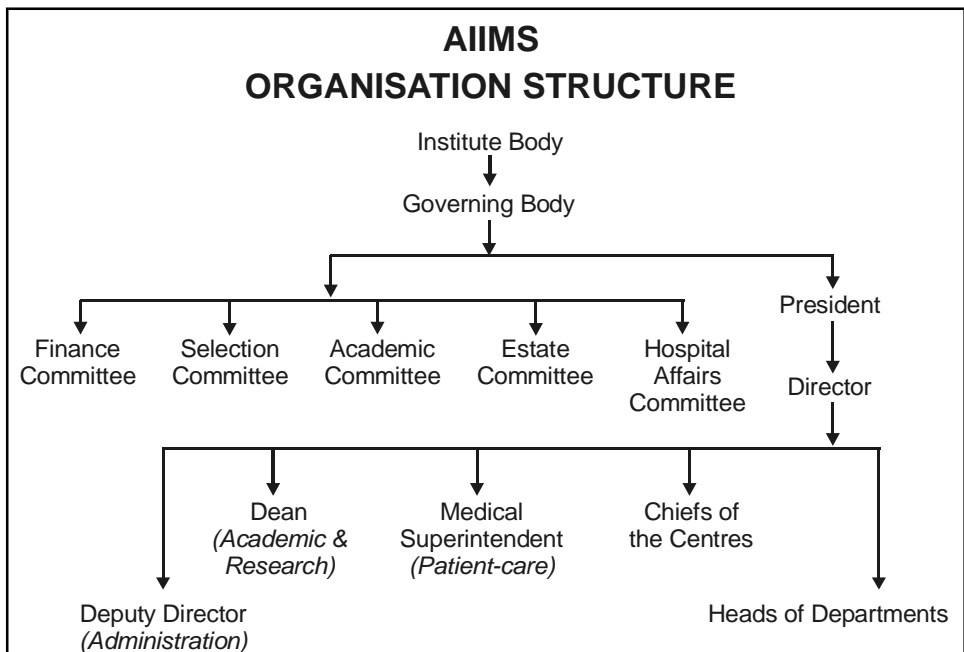 AIIMS
ORGANISATION STRUCTURE
Institute Body
Governing Body
President
Finance
Committee
Selection
Committee
Academic
Committee
Estate
Committee
Hospital
Affairs
Committee
Director
Dean
(Academic &
Research)
Medical
Superintendent
(Patient-care)
Chiefs of
the Centres
Deputy Director
(Administration)
Heads of Departments